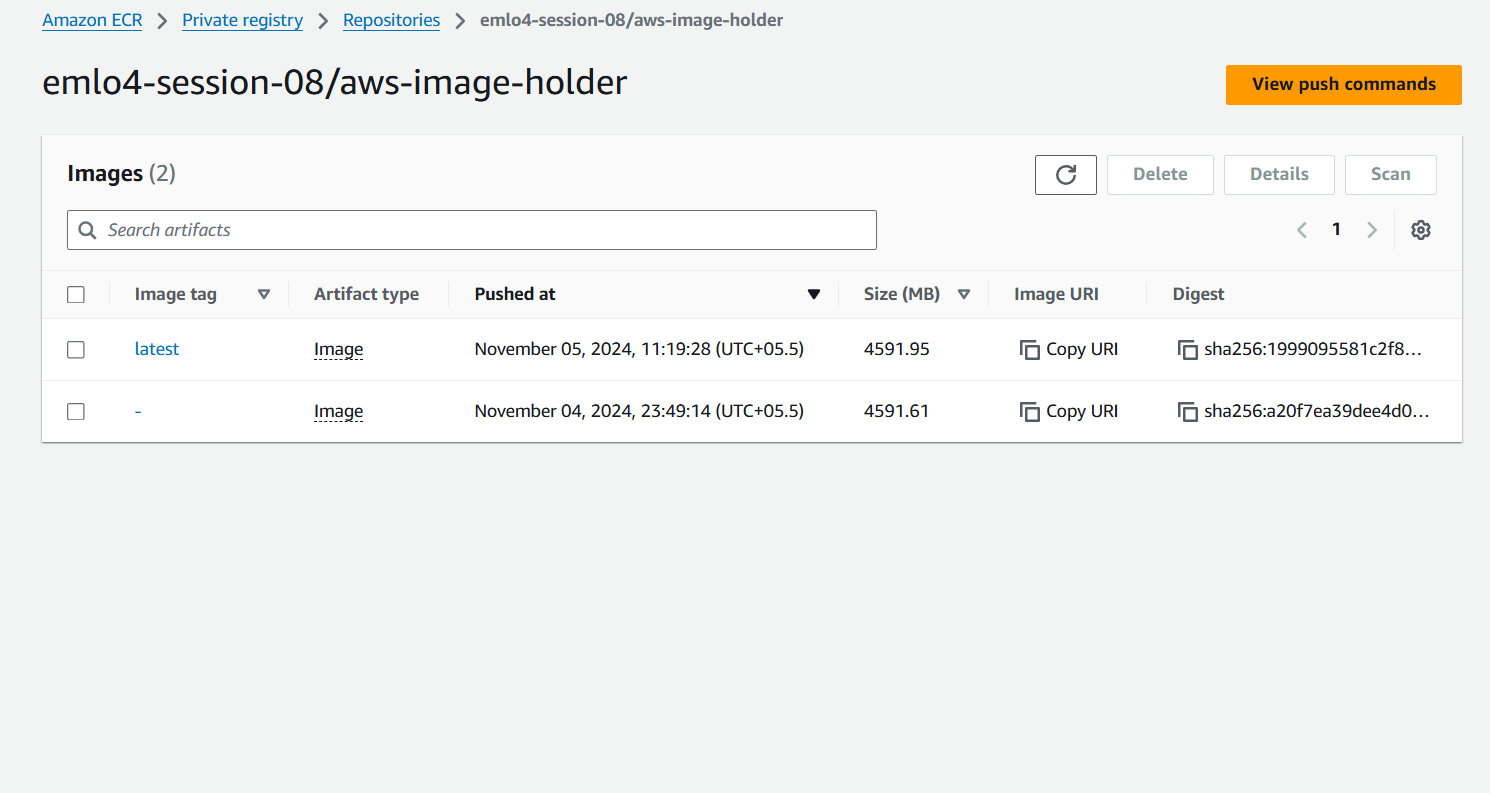 Amazon ECR > Private registry > Repositories > emlo4-session-08/aws-image-holder
emlo4-session-08/aws-image-holder
View push commands
Images (2)
Delete Details Scan
Search artifacts
1
Image tag Artifact type Pushed at Size (MB) Image URI Digest
latest Image November 05, 2024, 11:19:28 (UTC+05.5) 4591.95 Copy URI sha256:1999095581c2f8...
- Image November 04, 2024, 23:49:14 (UTC+05.5) 4591.61 Copy URI sha256:a20f7ea39dee4d0...